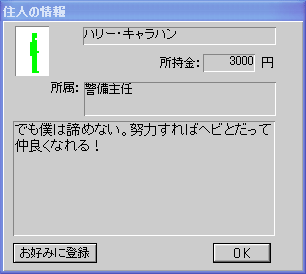 住人の情報
ハリー・キャラハン
所持金: 3000 円
所属: 警備主任
でも僕は諦めない。努力すればヘビとだって
仲良くなれる！
お好みに登録 OK